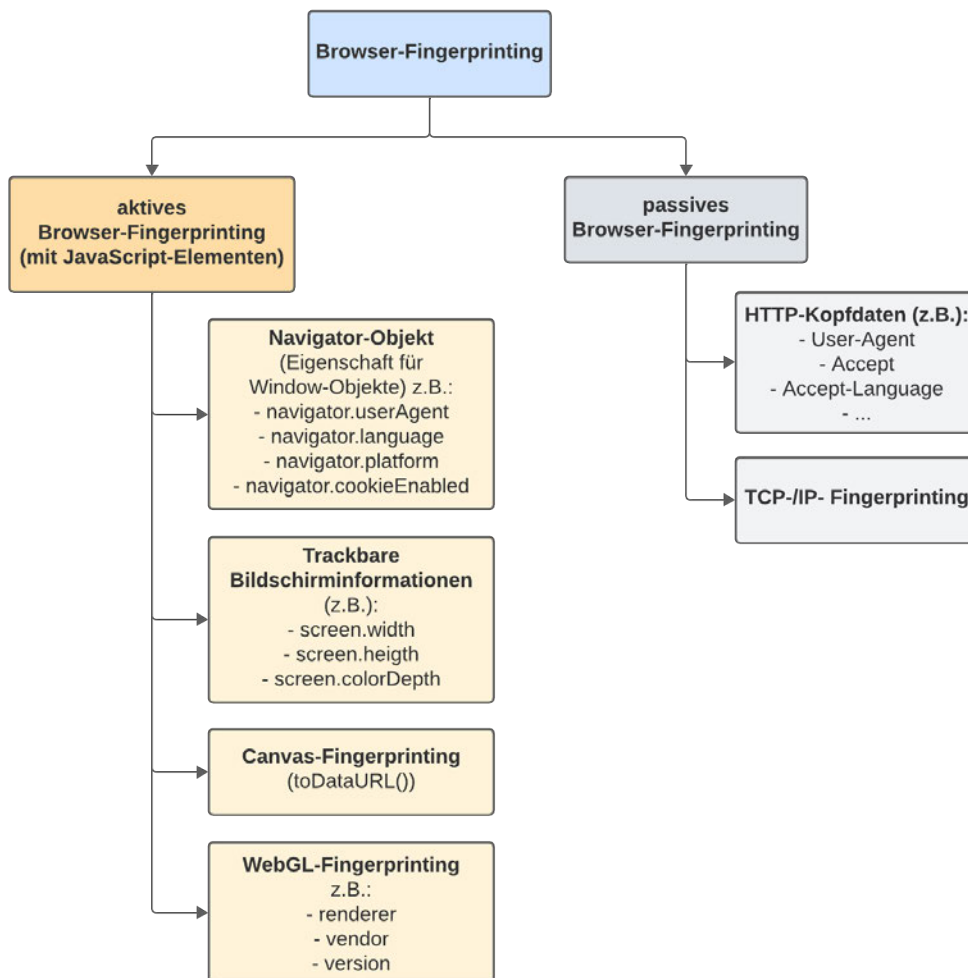 Browser-Fingerprinting
aktives
Browser-Fingerprinting
(mit JavaScript-Elementen)
Navigator-Objekt
(Eigenschaft für
Window-Objekte) z.B.:
- navigator.userAgent
- navigator.language
- navigator.platform
- navigator.cookieEnabled
Trackbare
Bildschirminformationen
(z.B.):
- screen.width
- screen.heigth
- screen.colorDepth
Canvas-Fingerprinting
(toDataURL())
WebGL-Fingerprinting
z.B.:
- renderer
- vendor
- version
passives
Browser-Fingerprinting
HTTP-Kopfdaten (z.B.):
- User-Agent
- Accept
- Accept-Language
- ...
TCP-/IP- Fingerprinting